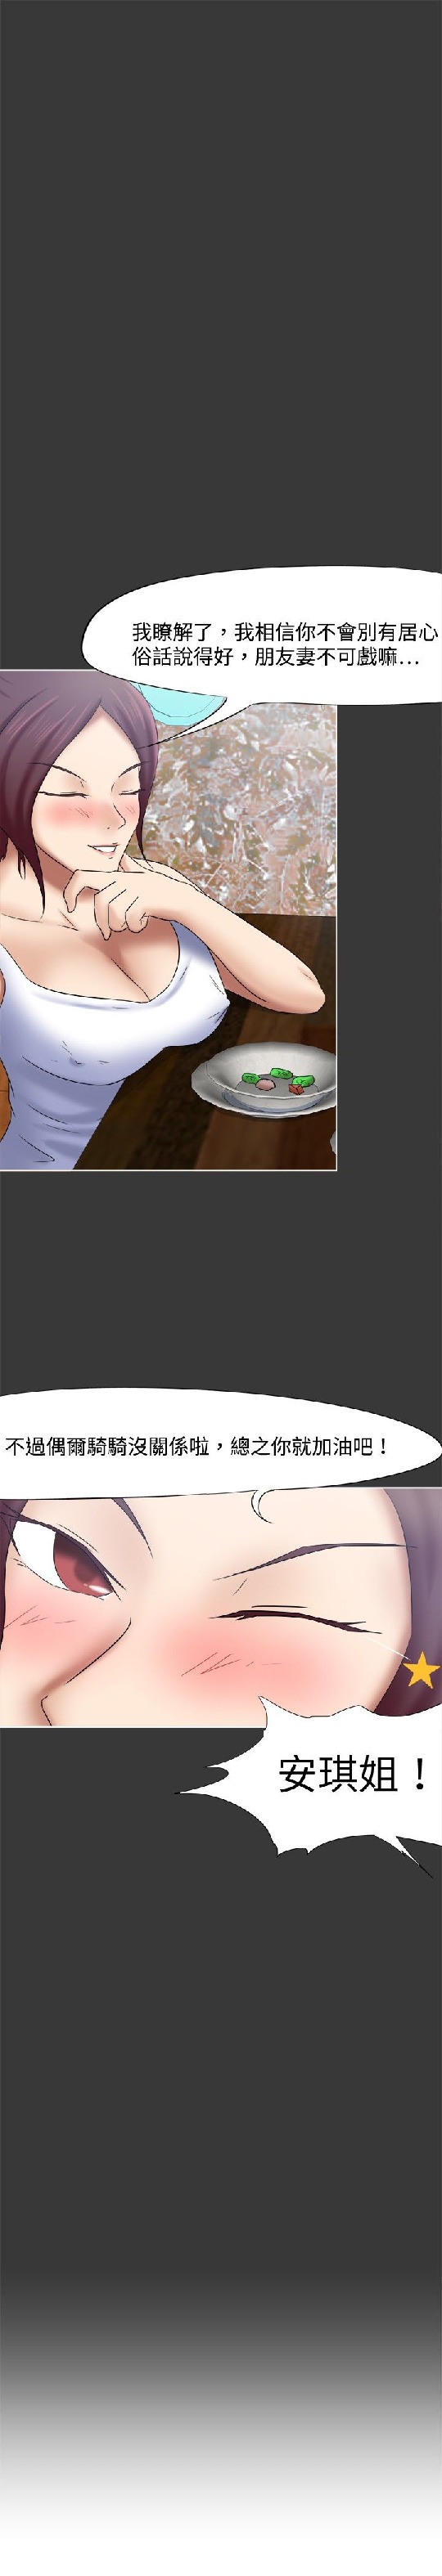 我瞭解了，我相信你不會別有居心
俗話說得好，朋友妻不可戲嘛...
不過偶爾騎騎沒關係啦，總之你就加油吧！
安琪姐！